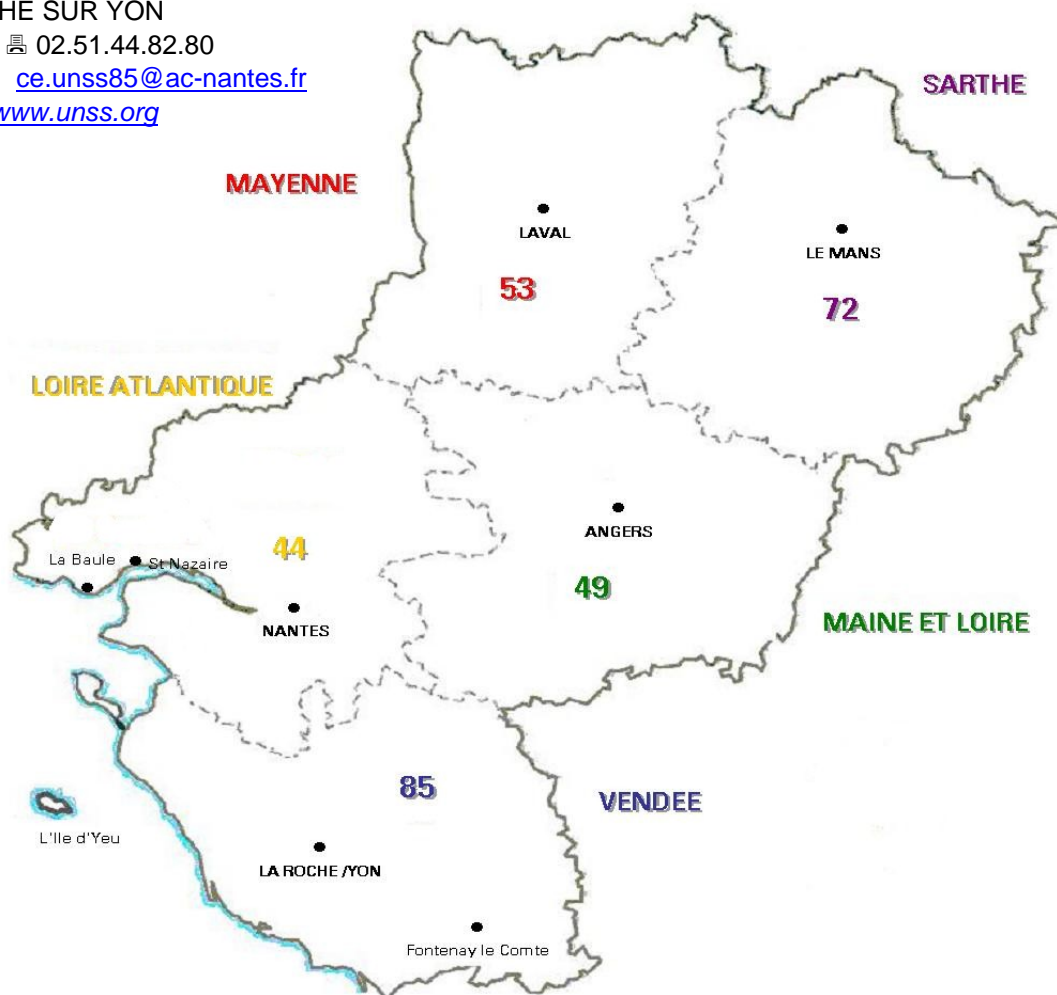 HE SUR YON
02.51.44.82.80
ce.unss85@ac-nantes.fr
www.unss.org
SARTHE
MAYENNE
LAVAL
LE MANS
53
72
LOIRE ATLANTIQUE
ANGERS
La Baule
St Nazaire
44
49
NANTES
MAINE ET LOIRE
85
VENDEE
L'Ile d'Yeu
LA ROCHE /YON
Fontenay le Comte